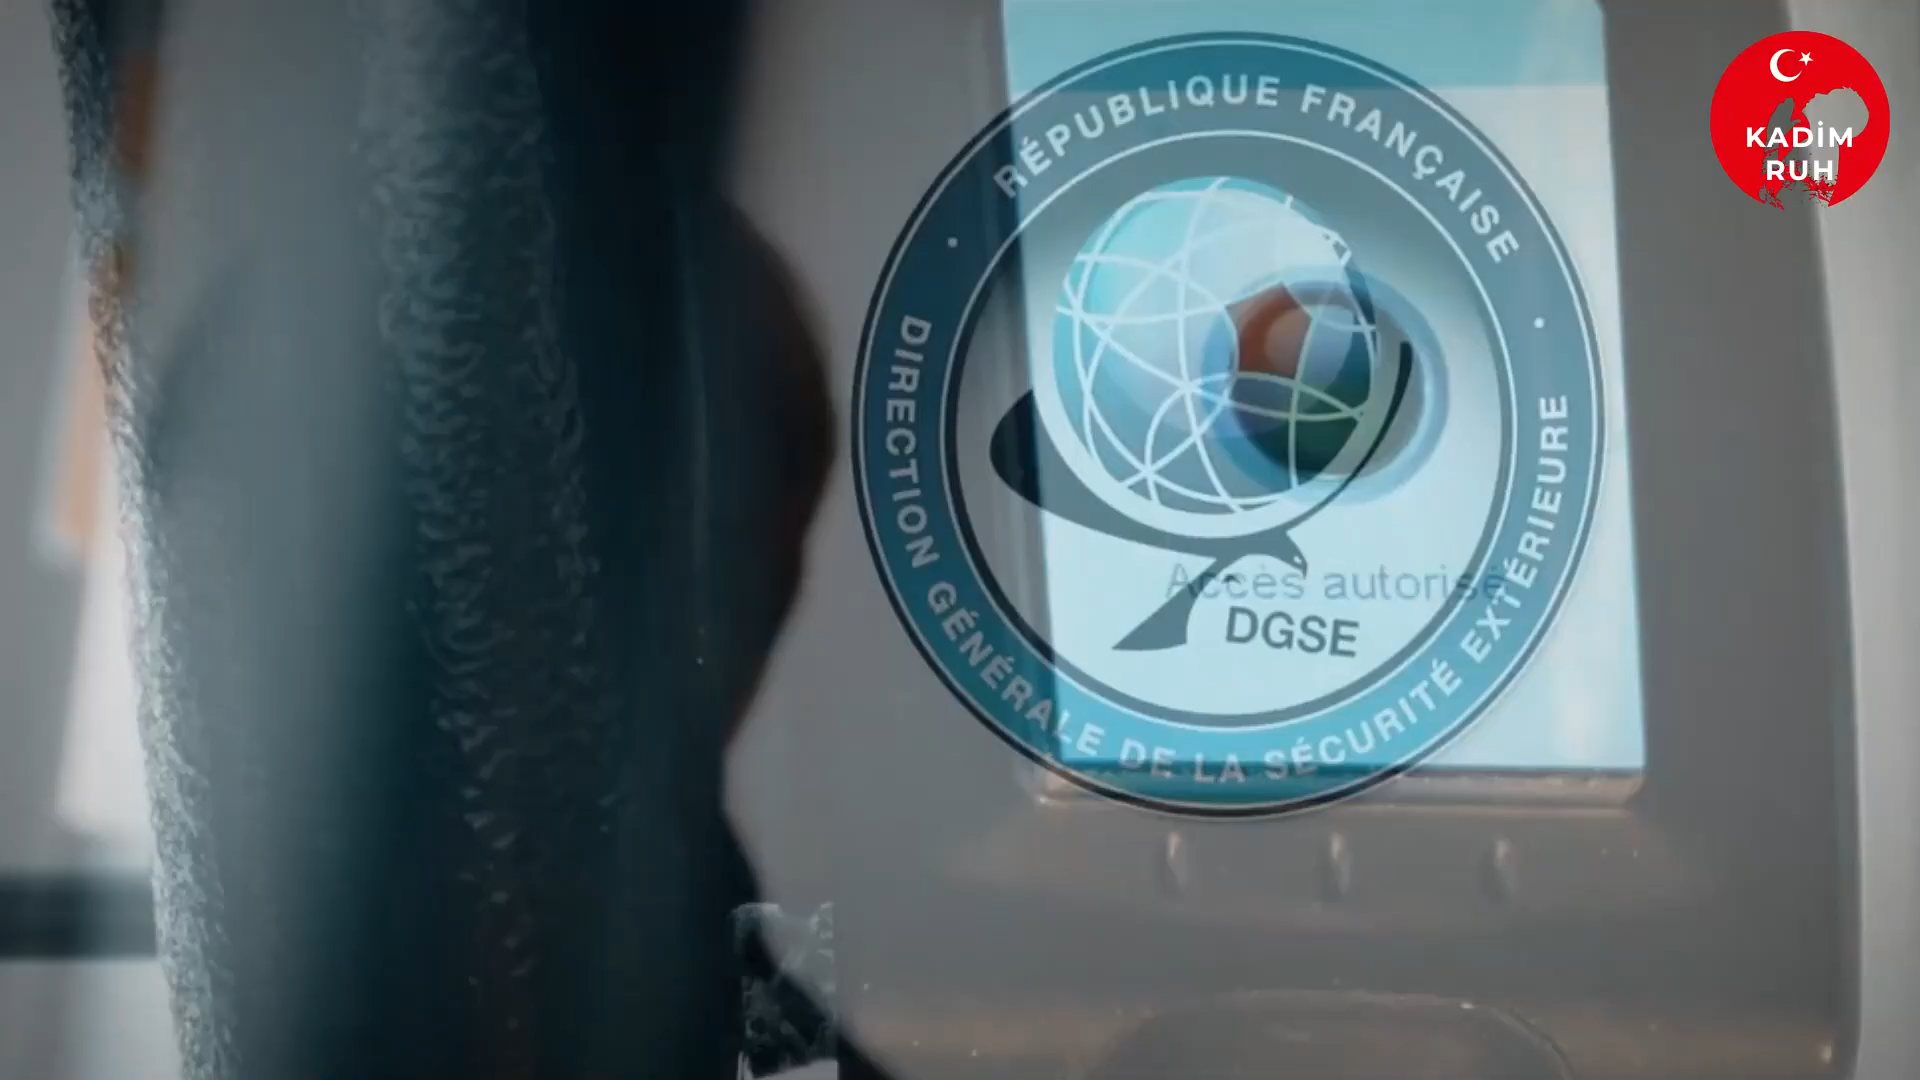 RÉPUBLIQUE FRANÇAISE
DIRECTION GÉNÉRALE DE LA SÉCURITÉ EXTÉRIEURE
Accès autorisé
DGSE
KADİM
RUH